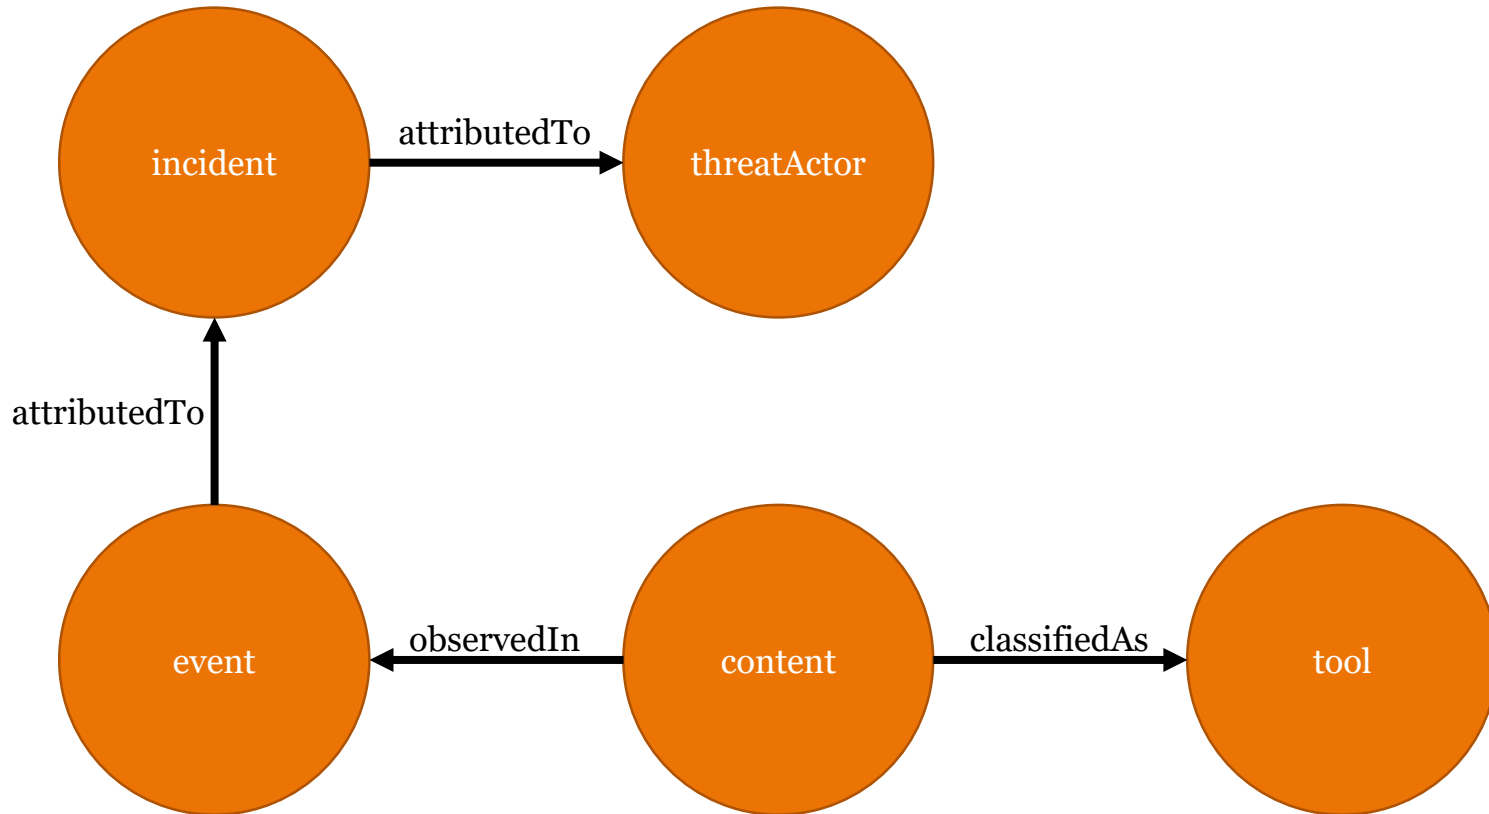 incident
attributedTo
threatActor
attributedTo
event
observedIn
content
classifiedAs
tool